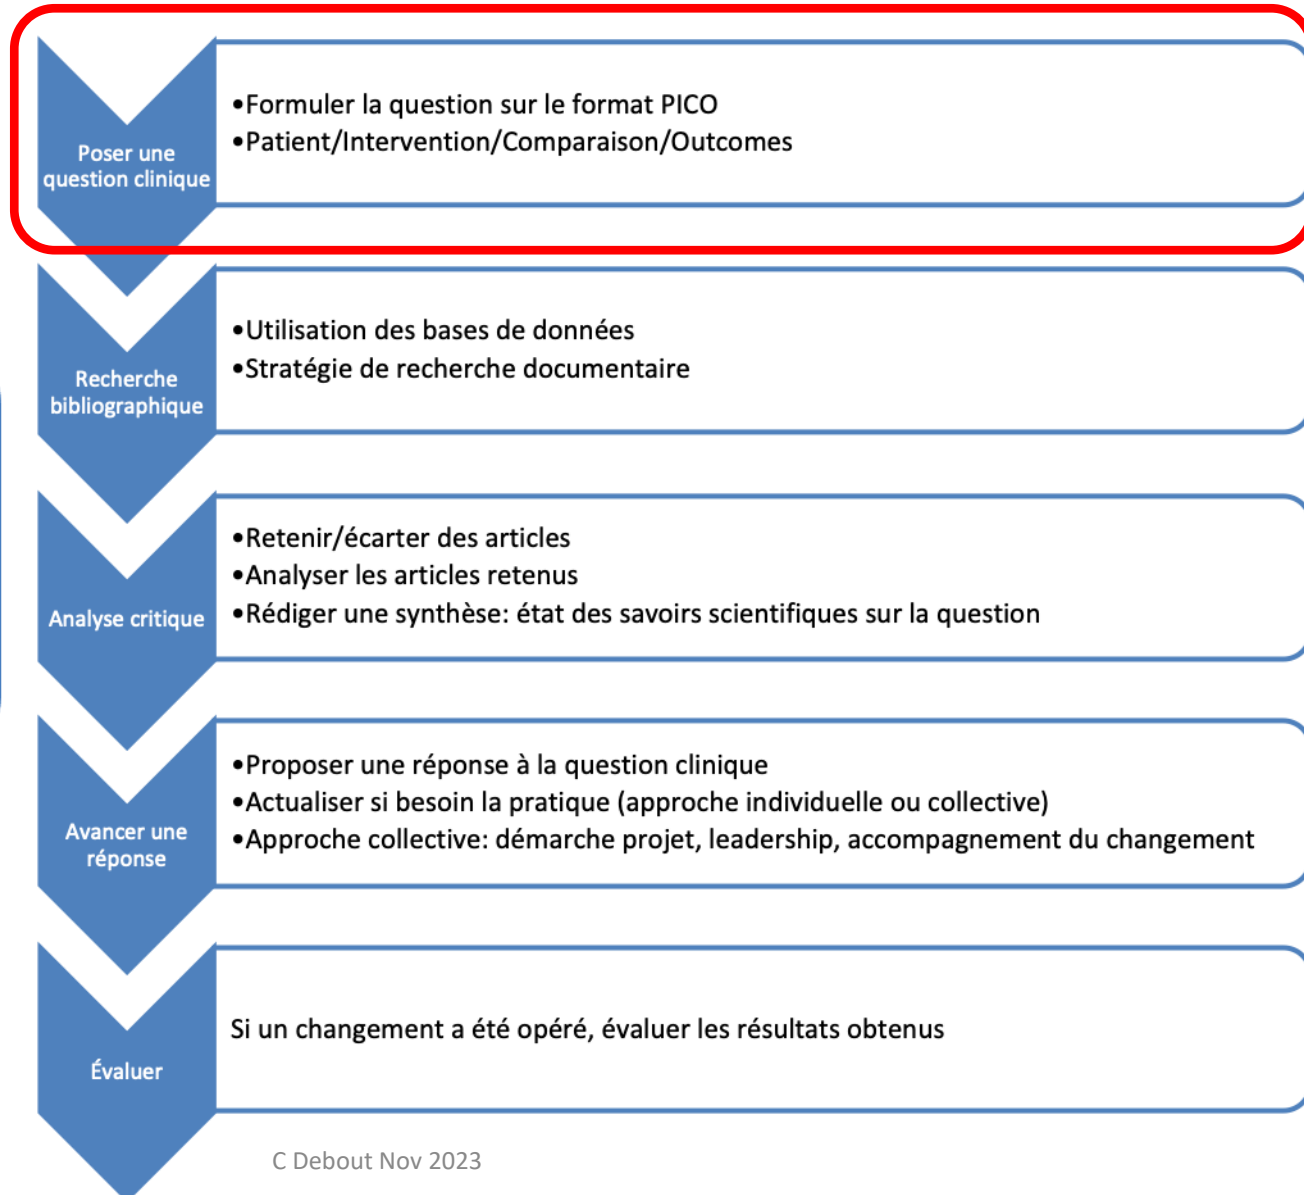 Poser une
question clinique
•Formuler la question sur le format PICO
•Patient/Intervention/Comparaison/Outcomes
Recherche
bibliographique
•Utilisation des bases de données
•Stratégie de recherche documentaire
Analyse critique
•Retenir/écarter des articles
•Analyser les articles retenus
•Rédiger une synthèse: état des savoirs scientifiques sur la question
Avancer une
réponse
•Proposer une réponse à la question clinique
•Actualiser si besoin la pratique (approche individuelle ou collective)
•Approche collective: démarche projet, leadership, accompagnement du changement
Évaluer
Si un changement a été opéré, évaluer les résultats obtenus
C Debout Nov 2023